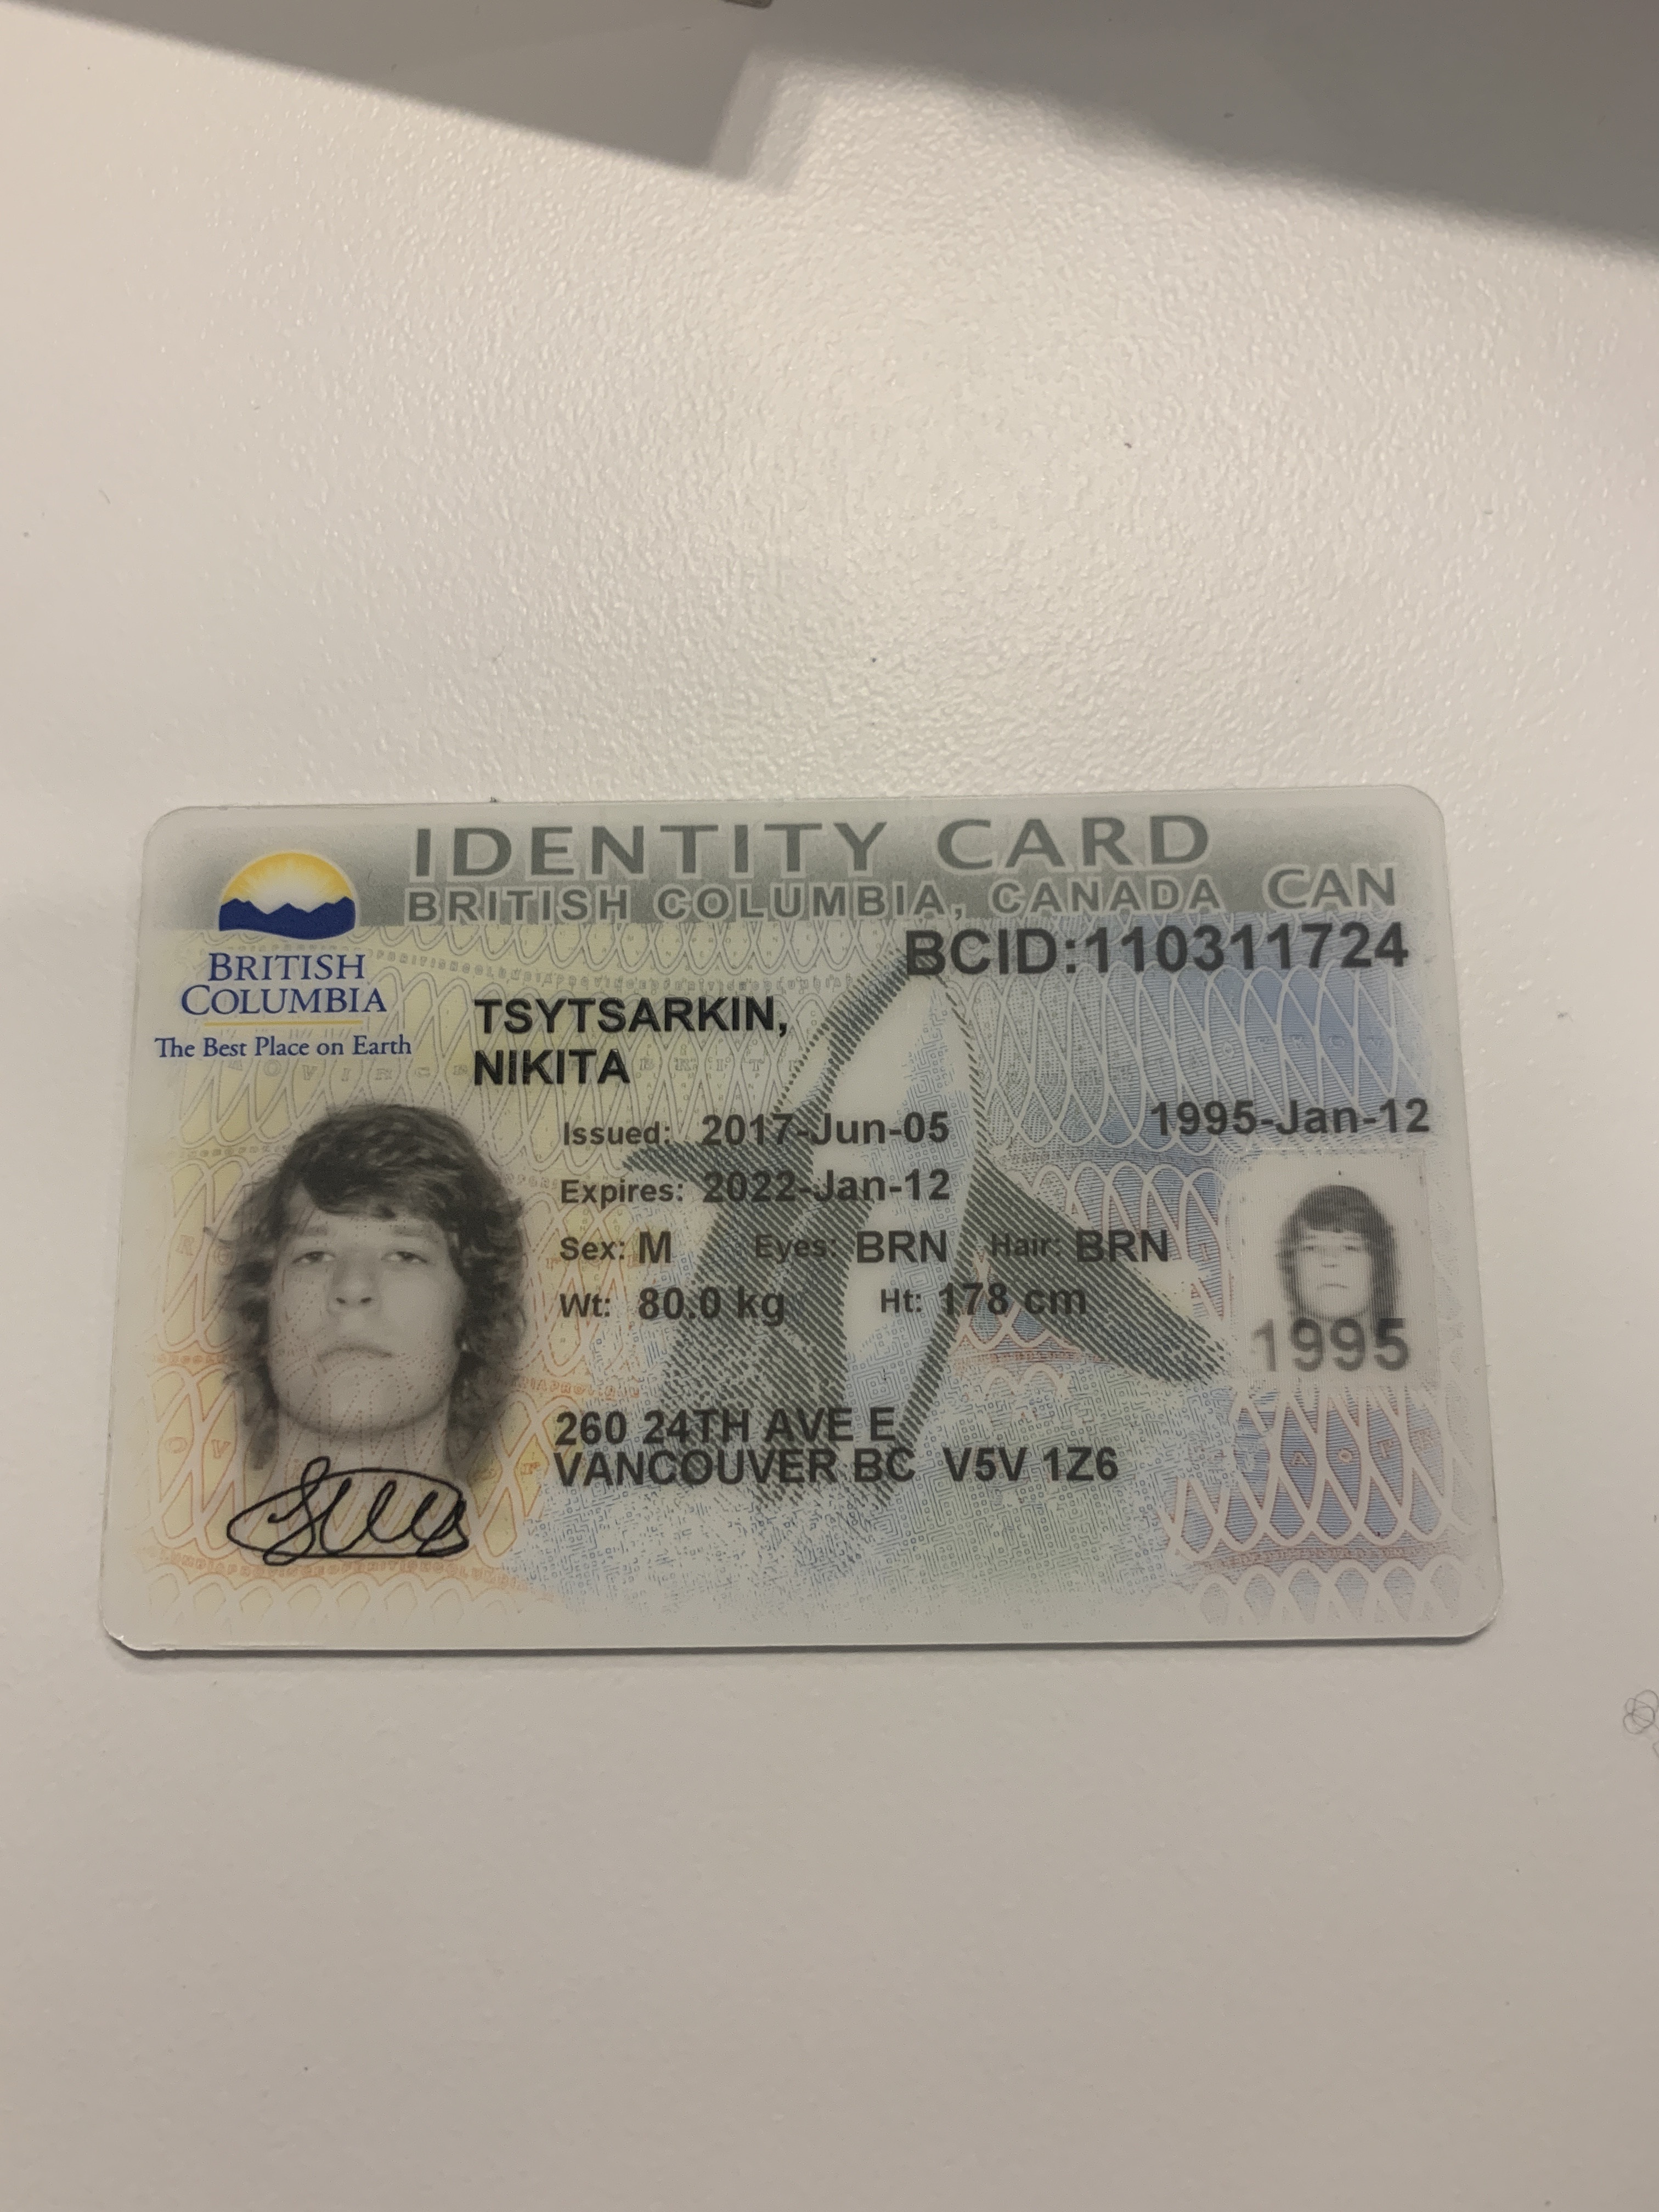 IDENTITY CARD
BRITISH COLUMBIA, CANADA CAN
BRITISH
COLUMBIA
The Best Place on Earth
BCID:110311724
TSYTSARKIN,
NIKITA
Issued: 2017-Jun-05
1995-Jan-12
Expires: 2022-Jan-12
Sex: M Eyes: BRN Hair: BRN
Wt: 80.0 kg Ht: 178 cm
1995
260 24TH AVE E
VANCOUVER BC V5V 1Z6